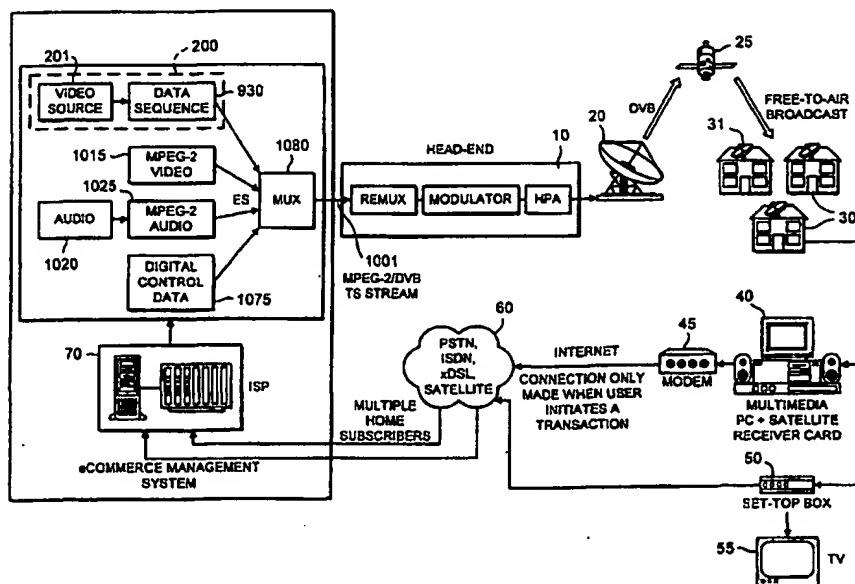 201
200
VIDEO
SOURCE
DATA
SEQUENCE
930
1015
MPEG-2
VIDEO
1025
AUDIO
1020
MPEG-2
AUDIO
ES
1080
MUX
DIGITAL
CONTROL
DATA
1075
70
ISP
eCOMMERCE MANAGEMENT
SYSTEM
HEAD-END
10
REMUX
MODULATOR
HPA
1001
MPEG-2/DVB
TS STREAM
20
DVB
25
FREE-TO-AIR
BROADCAST
31
30
60
PSTN,
ISDN,
xDSL,
SATELLITE
MULTIPLE
HOME
SUBSCRIBERS
INTERNET
CONNECTION ONLY
MADE WHEN USER
INITIATES A
TRANSACTION
45
MODEM
40
MULTIMEDIA
PC + SATELLITE
RECEIVER CARD
50
SET-TOP BOX
55
TV